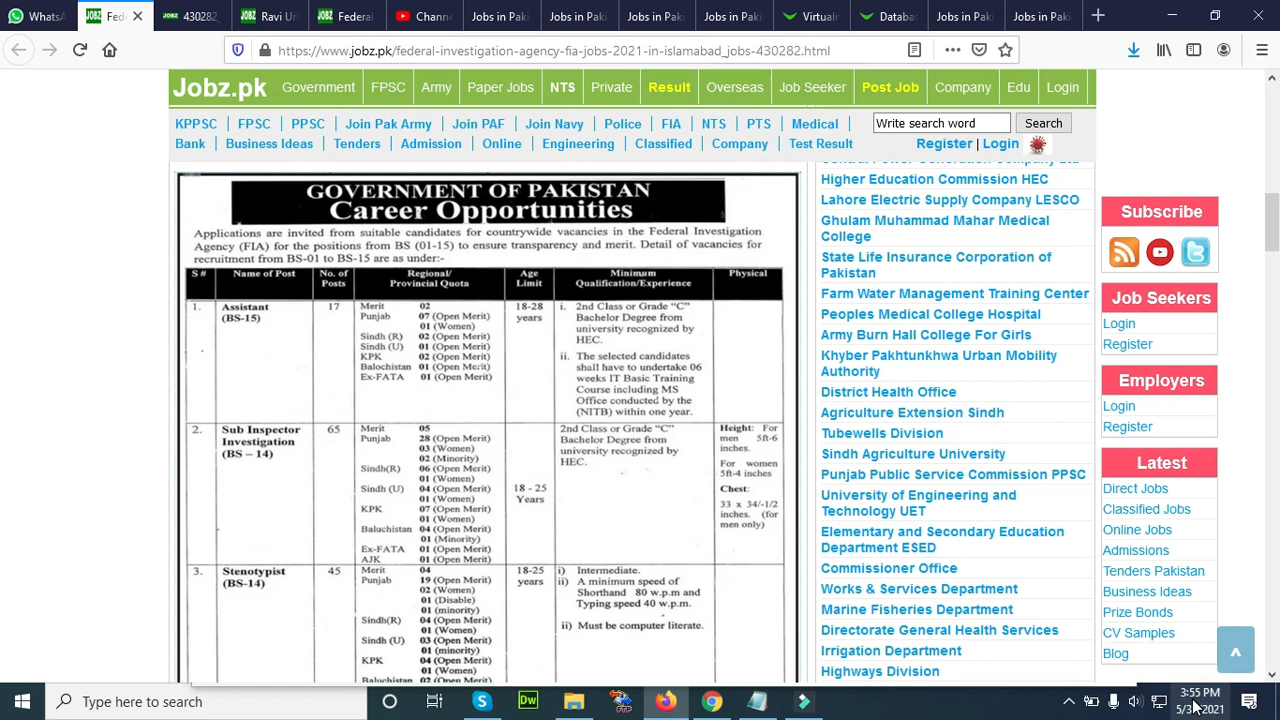 WhatsA
Fede
430282_
Ravi Uri
Federal
Channe
Jobs in Pa
Jobs in Paki
Jobs in Paki
Jobs in Paki
Virtualn
Databas
Jobs in Paki
Jobs in Paki
https://www.jobz.pk/federal-investigation-agency-fia-jobs-2021-in-islamabad_jobs-430282.html
Jobz.pk Government FPSC Army Paper Jobs NTS Private Result Overseas Job Seeker Post Job Company Edu Login
KPPSC | FPSC | PPSC | Join Pak Army | Join PAF | Join Navy | Police | FIA | NTS | PTS | Medical |
Write search word Search
Bank | Business Ideas | Tenders | Admission | Online | Engineering | Classified | Company | Test Result
Register | Login
GOVERNMENT OF PAKISTAN
Career Opportunities
Applications are invited from suitable candidates for countrywide vacancies in the Federal Investigation
Agency (FIA) for the positions from BS (01-15) to ensure transparency and merit. Detail of vacancies for
recruitment from BS-01 to BS-15 are as under:-
S #
Name of Post
No. of
Posts
Regional/
Provincial Quota
Age
Limit
Minimum
Qualification/Experience
Physical
1.
Assistant
(BS-15)
17
Merit 02
Punjab 07 (Open Merit)
01 (Women)
Sindh (R) 02 (Open Merit)
Sindh (U) 01 (Open Merit)
KPK 02 (Open Merit)
Balochistan 01 (Open Merit)
Ex-FATA 01 (Open Merit)
18-28
years
i. 2nd Class or Grade "C"
Bachelor Degree from
university recognized by
HEC.
ii. The selected candidates
shall have to undertake 06
weeks IT Basic Training
Course including MS
Office conducted by the
(NITB) within one year.
2.
Sub Inspector
Investigation
(BS – 14)
65
Merit 05
Punjab 28 (Open Merit)
03 (Women)
02 (Minority)
Sindh(R) 06 (Open Merit)
01 (Women)
Sindh (U) 04 (Open Merit)
01 (Women)
KPK 07 (Open Merit)
01 (Women)
Baluchistan 04 (Open Merit)
01 (Minority)
Ex-FATA 01 (Open Merit)
AJK 01 (Open Merit)
18 - 25
Years
2nd Class or Grade "C"
Bachelor Degree from
university recognized by
HEC.
Height: For
men 5ft-6
inches.
For women
5ft-4 inches
Chest:
33 x 34/-1/2
inches. (for
men only)
3.
Stenotypist
(BS-14)
45
Merit 04
Punjab 19 (Open Merit)
02 (Women)
01 (Disable)
01 (minority)
Sindh(R) 04 (Open Merit)
01 (Women)
Sindh (U) 03 (Open Merit)
01 (minority)
KPK 04 (Open Merit)
01 (Women)
Baluchistan 02 (Open Merit)
18-25
years
i) Intermediate.
ii) A minimum speed of
Shorthand 80 w.p.m and
Typing speed 40 w.p.m.
ii) Must be computer literate.
Central Power Generation Company Ltd
Higher Education Commission HEC
Lahore Electric Supply Company LESCO
Ghulam Muhammad Mahar Medical
College
State Life Insurance Corporation of
Pakistan
Farm Water Management Training Center
Peoples Medical College Hospital
Army Burn Hall College For Girls
Khyber Pakhtunkhwa Urban Mobility
Authority
District Health Office
Agriculture Extension Sindh
Tubewells Division
Sindh Agriculture University
Punjab Public Service Commission PPSC
University of Engineering and
Technology UET
Elementary and Secondary Education
Department ESED
Commissioner Office
Works & Services Department
Marine Fisheries Department
Directorate General Health Services
Irrigation Department
Highways Division
Subscribe
Job Seekers
Login
Register
Employers
Login
Register
Latest
Direct Jobs
Classified Jobs
Online Jobs
Admissions
Tenders Pakistan
Business Ideas
Prize Bonds
CV Samples
Blog
Type here to search
Dw
3:55 PM